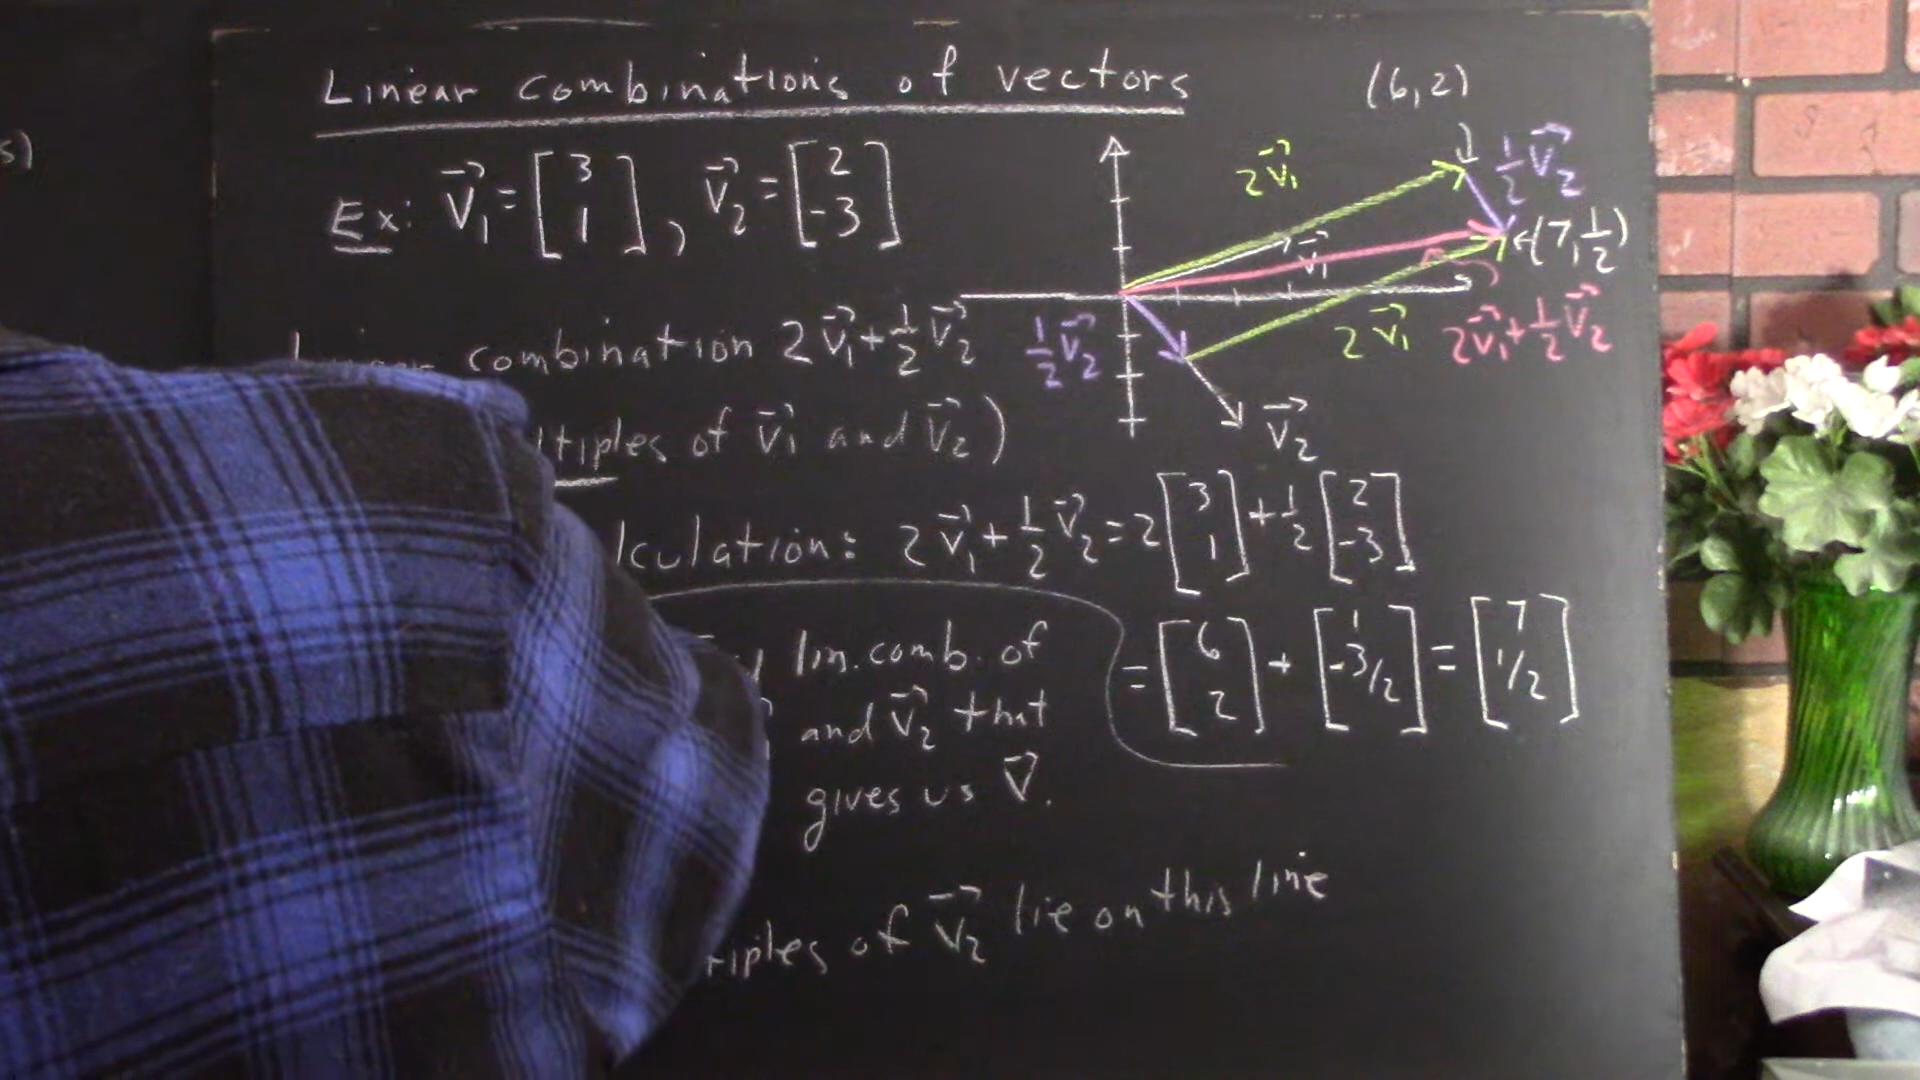 Linear combinations of vectors
(6,2)
Ex: v⃗₁ = [3 1], v⃗₂ = [2 -3]
2v⃗₁
½v⃗₂
v⃗₁
(7,½)
combination 2v⃗₁+½v⃗₂
½v⃗₂
2v⃗₁
2v⃗₁+½v⃗₂
ltiples of v⃗₁ and v⃗₂)
v⃗₂
lculation: 2v⃗₁+½v⃗₂=2[3 1]+½[2 -3]
=[6 2]+[1 -3/2]=[7 1/2]
lin. comb. of
and v⃗₂ that
gives us v⃗.
tiples of v⃗₂ lie on this line
s)